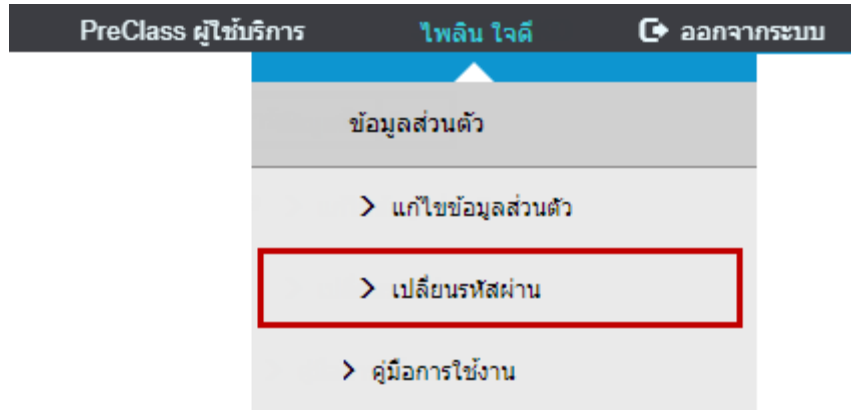 PreClass ผู้ใช้บริการ ไพลิน ใจดี ออกจากระบบ
ข้อมูลส่วนตัว
แก้ไขข้อมูลส่วนตัว
เปลี่ยนรหัสผ่าน
คู่มือการใช้งาน